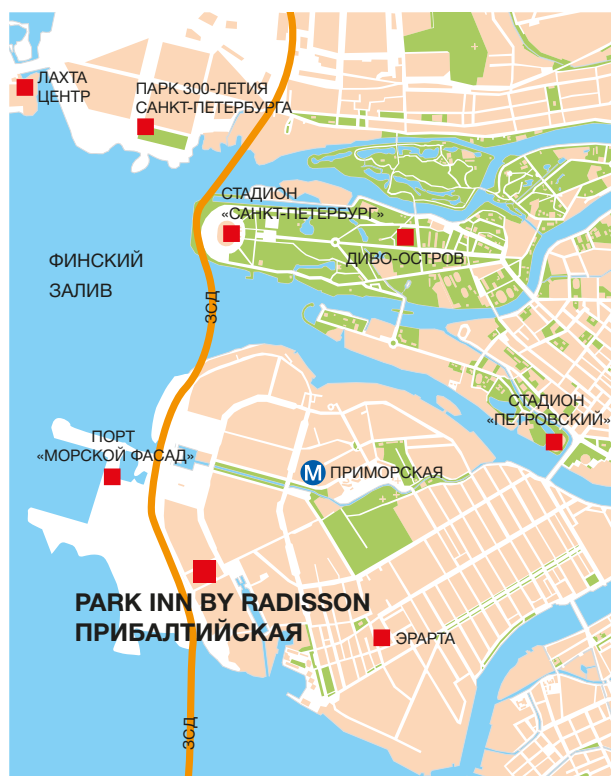 ЛАХТА
ЦЕНТР
ПАРК 300-ЛЕТИЯ
САНКТ-ПЕТЕРБУРГА
СТАДИОН
«САНКТ-ПЕТЕРБУРГ»
ДИВО-ОСТРОВ
ФИНСКИЙ
ЗАЛИВ
ЗСД
СТАДИОН
«ПЕТРОВСКИЙ»
ПОРТ
«МОРСКОЙ ФАСАД»
М ПРИМОРСКАЯ
PARK INN BY RADISSON
ПРИБАЛТИЙСКАЯ
ЭРАРТА
ЗСД